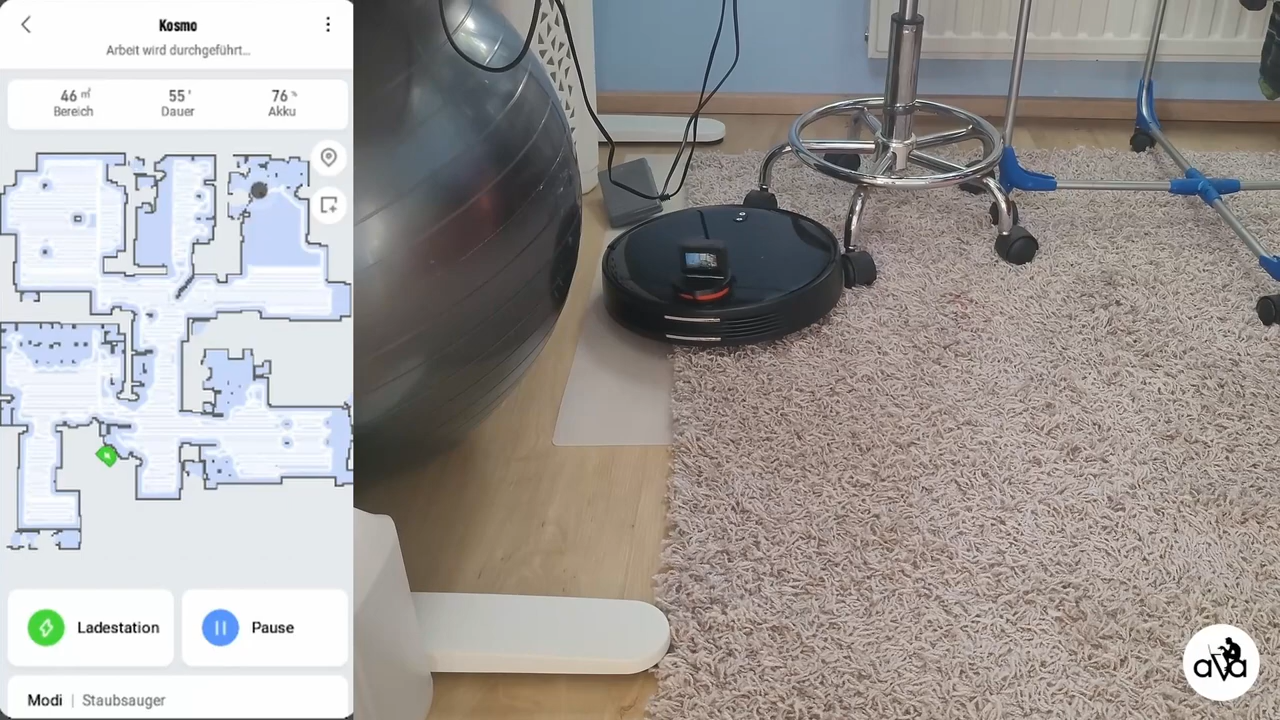 Kosmo
Arbeit wird durchgeführt...
46 ㎡ 55 ' 76 %
Bereich Dauer Akku
Ladestation Pause
Modi | Staubsauger
ava